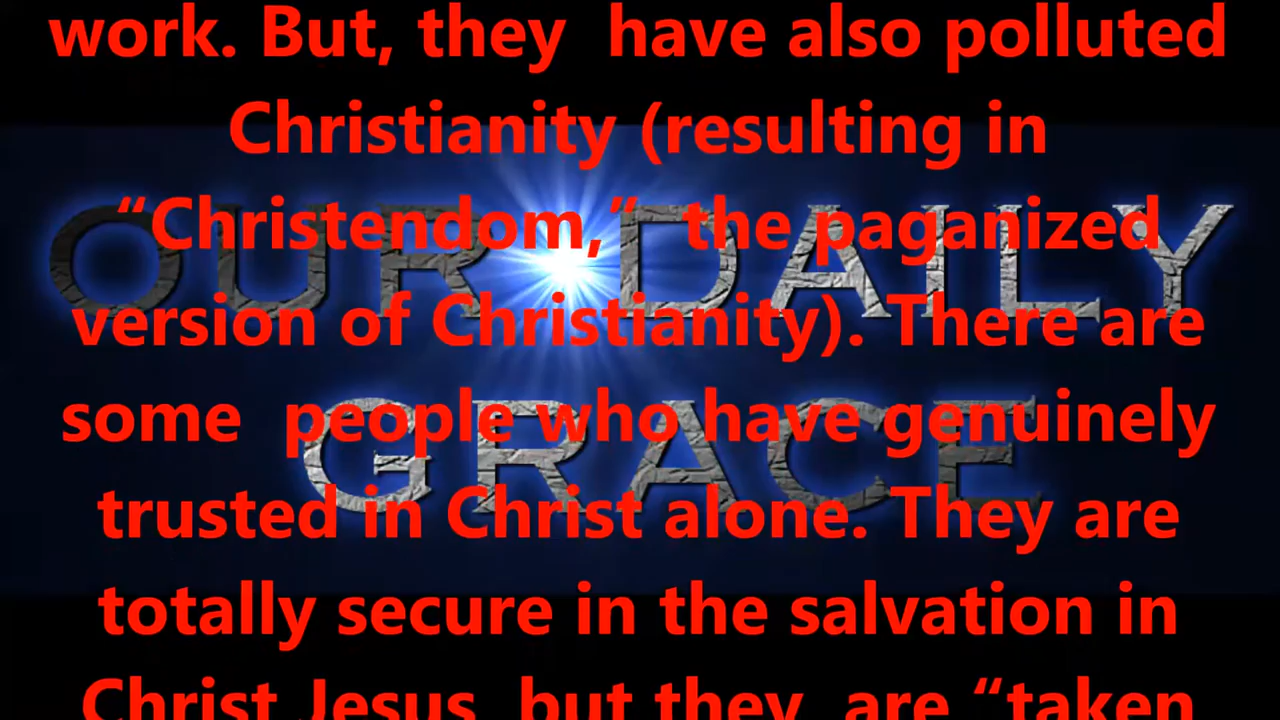 work. But, they  have also polluted
Christianity (resulting in
“Christendom,”  the paganized
version of Christianity). There are
some  people who have genuinely
trusted in Christ alone. They are
totally secure in the salvation in
Christ Jesus, but they  are “taken
OUR DAILY
GRACE